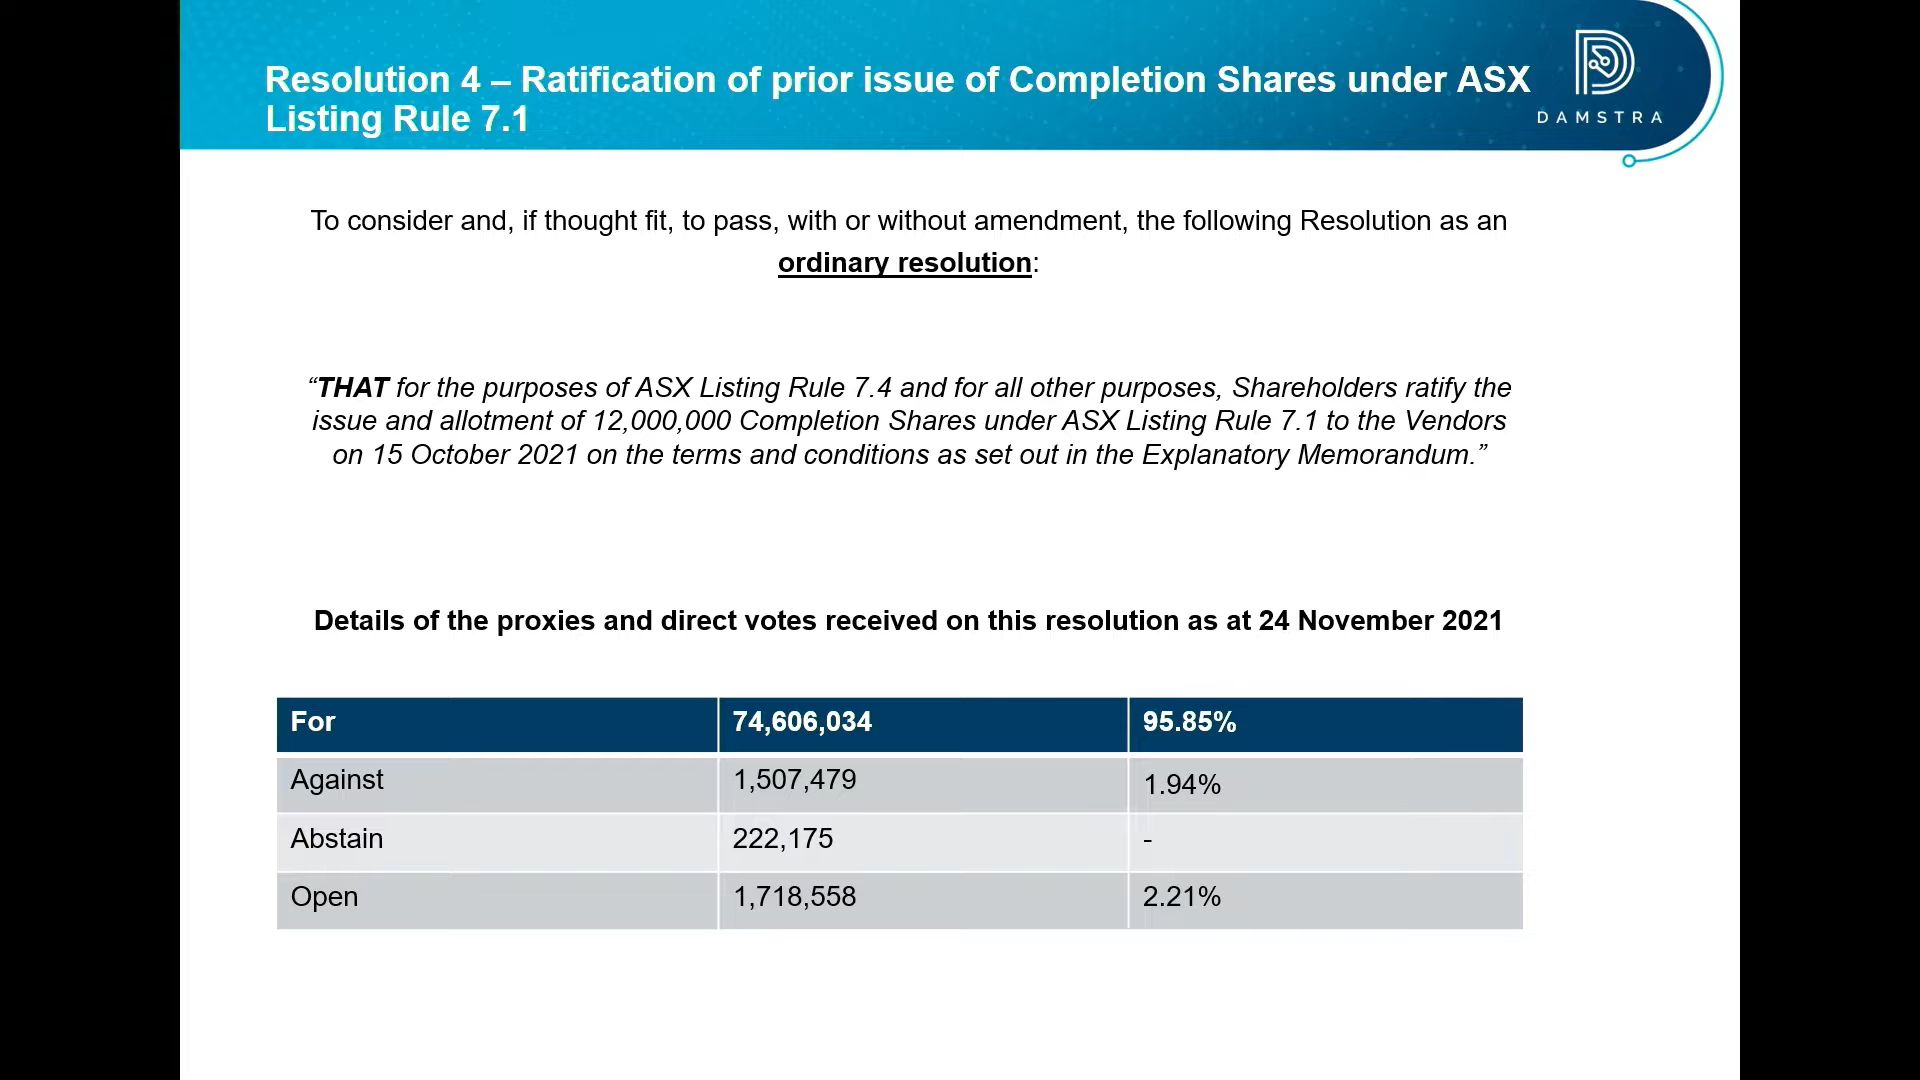 Resolution 4 – Ratification of prior issue of Completion Shares under ASX
Listing Rule 7.1
DAMSTRA
To consider and, if thought fit, to pass, with or without amendment, the following Resolution as an
ordinary resolution:
“THAT for the purposes of ASX Listing Rule 7.4 and for all other purposes, Shareholders ratify the
issue and allotment of 12,000,000 Completion Shares under ASX Listing Rule 7.1 to the Vendors
on 15 October 2021 on the terms and conditions as set out in the Explanatory Memorandum.”
Details of the proxies and direct votes received on this resolution as at 24 November 2021
For 74,606,034 95.85%
Against 1,507,479 1.94%
Abstain 222,175 -
Open 1,718,558 2.21%